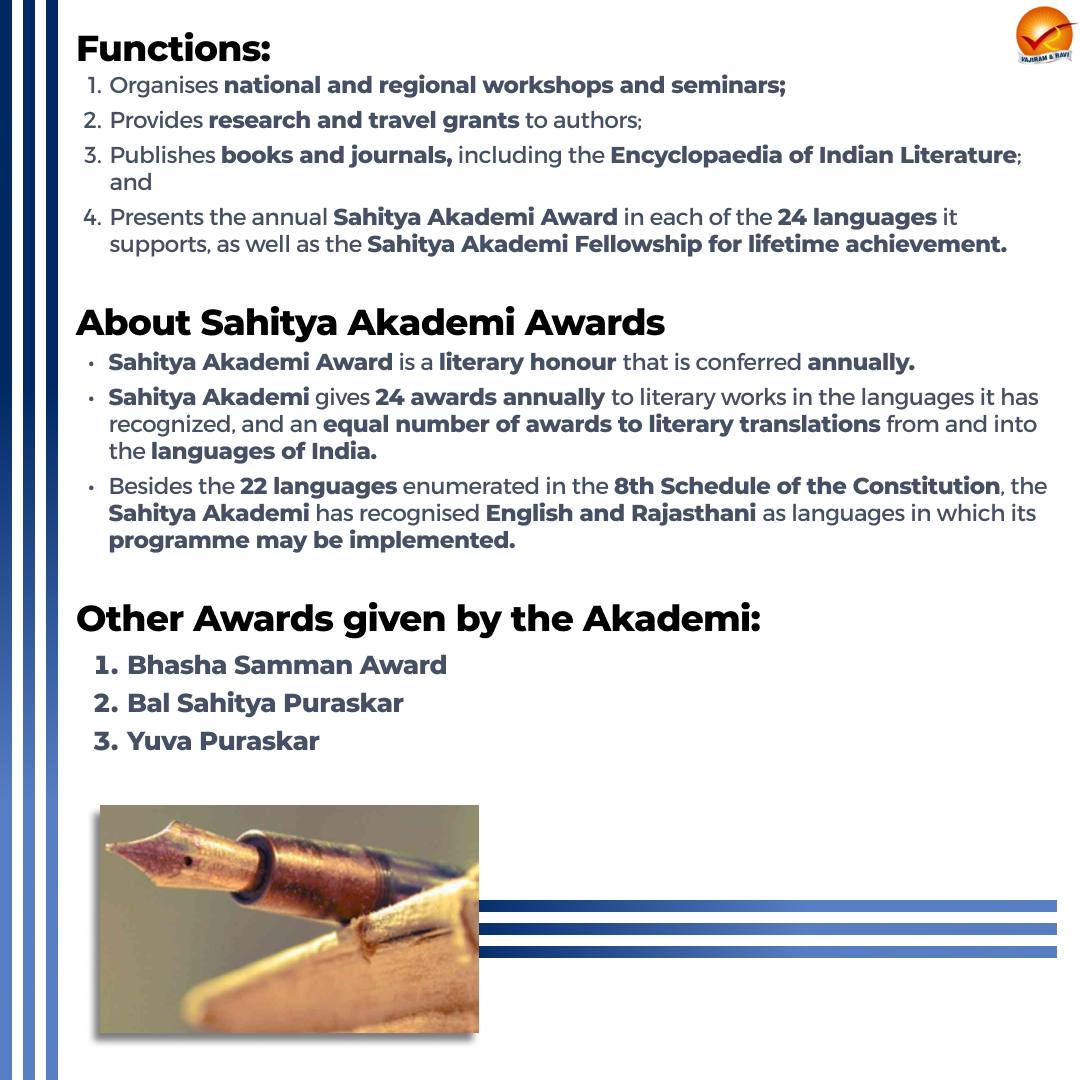 VAJIRAM & RAVI
Functions:
1. Organises national and regional workshops and seminars;
2. Provides research and travel grants to authors;
3. Publishes books and journals, including the Encyclopaedia of Indian Literature;
and
4. Presents the annual Sahitya Akademi Award in each of the 24 languages it
supports, as well as the Sahitya Akademi Fellowship for lifetime achievement.
About Sahitya Akademi Awards
• Sahitya Akademi Award is a literary honour that is conferred annually.
• Sahitya Akademi gives 24 awards annually to literary works in the languages it has
recognized, and an equal number of awards to literary translations from and into
the languages of India.
• Besides the 22 languages enumerated in the 8th Schedule of the Constitution, the
Sahitya Akademi has recognised English and Rajasthani as languages in which its
programme may be implemented.
Other Awards given by the Akademi:
1. Bhasha Samman Award
2. Bal Sahitya Puraskar
3. Yuva Puraskar